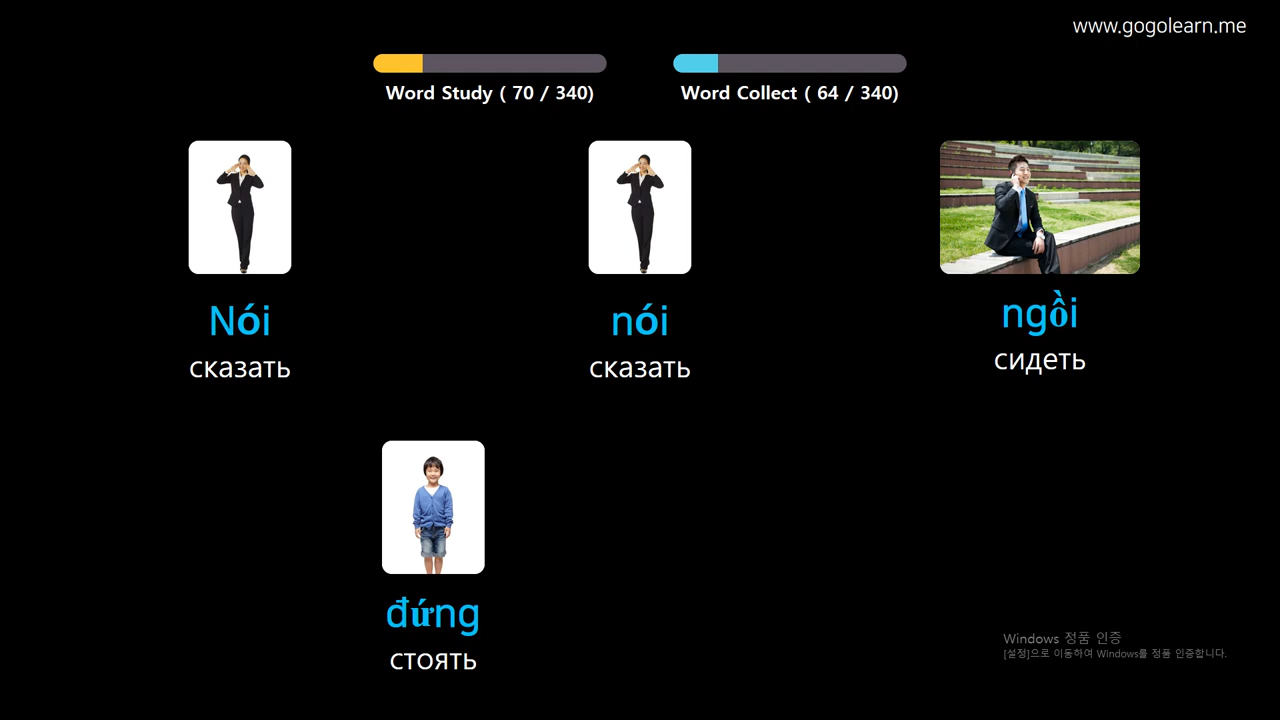 www.gogolearn.me
Word Study ( 70 / 340)
Word Collect ( 64 / 340)
Nói
сказать
nói
сказать
ngồi
сидеть
đứng
стоять
Windows 정품 인증
[설정]으로 이동하여 Windows를 정품 인증합니다.